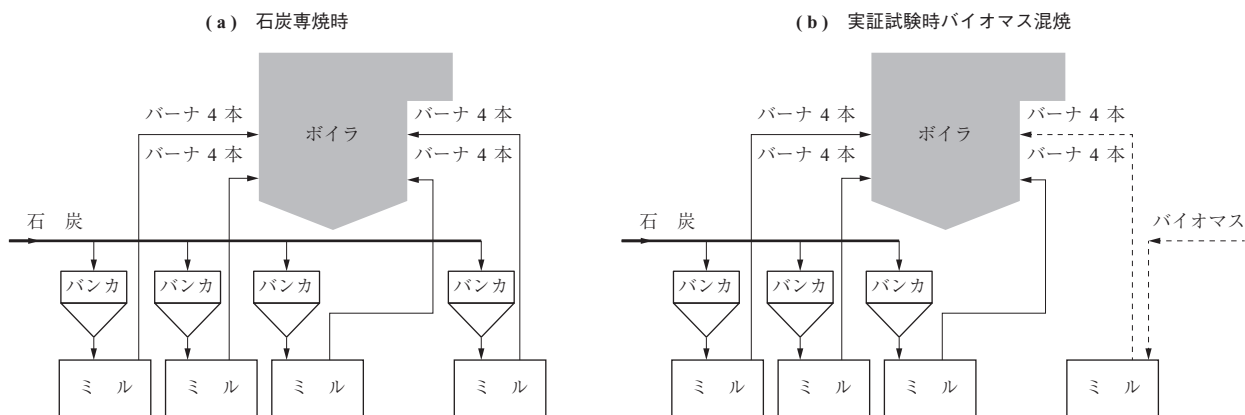 ( a ) 石炭専焼時
バーナ 4 本
バーナ 4 本
バーナ 4 本
バーナ 4 本
ボイラ
石 炭
バンカ
バンカ
バンカ
バンカ
ミ ル
ミ ル
ミ ル
ミ ル
( b ) 実証試験時バイオマス混焼
バーナ 4 本
バーナ 4 本
バーナ 4 本
バーナ 4 本
ボイラ
石 炭
バイオマス
バンカ
バンカ
バンカ
ミ ル
ミ ル
ミ ル
ミ ル